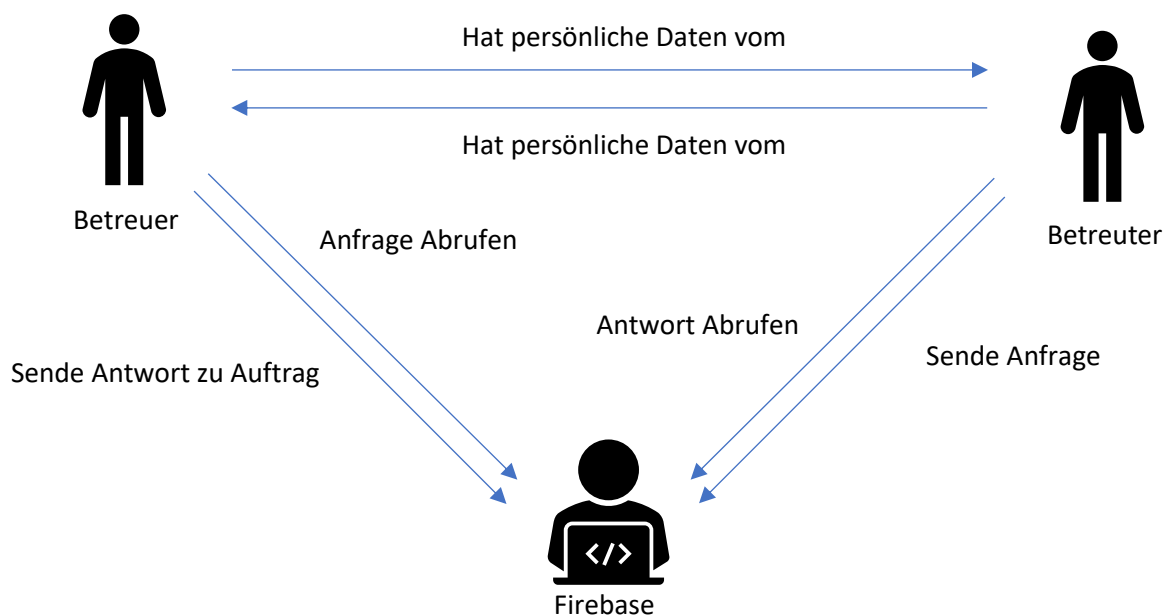 Hat persönliche Daten vom
Hat persönliche Daten vom
Betreuer
Betreuter
Anfrage Abrufen
Antwort Abrufen
Sende Antwort zu Auftrag
Sende Anfrage
</>
Firebase